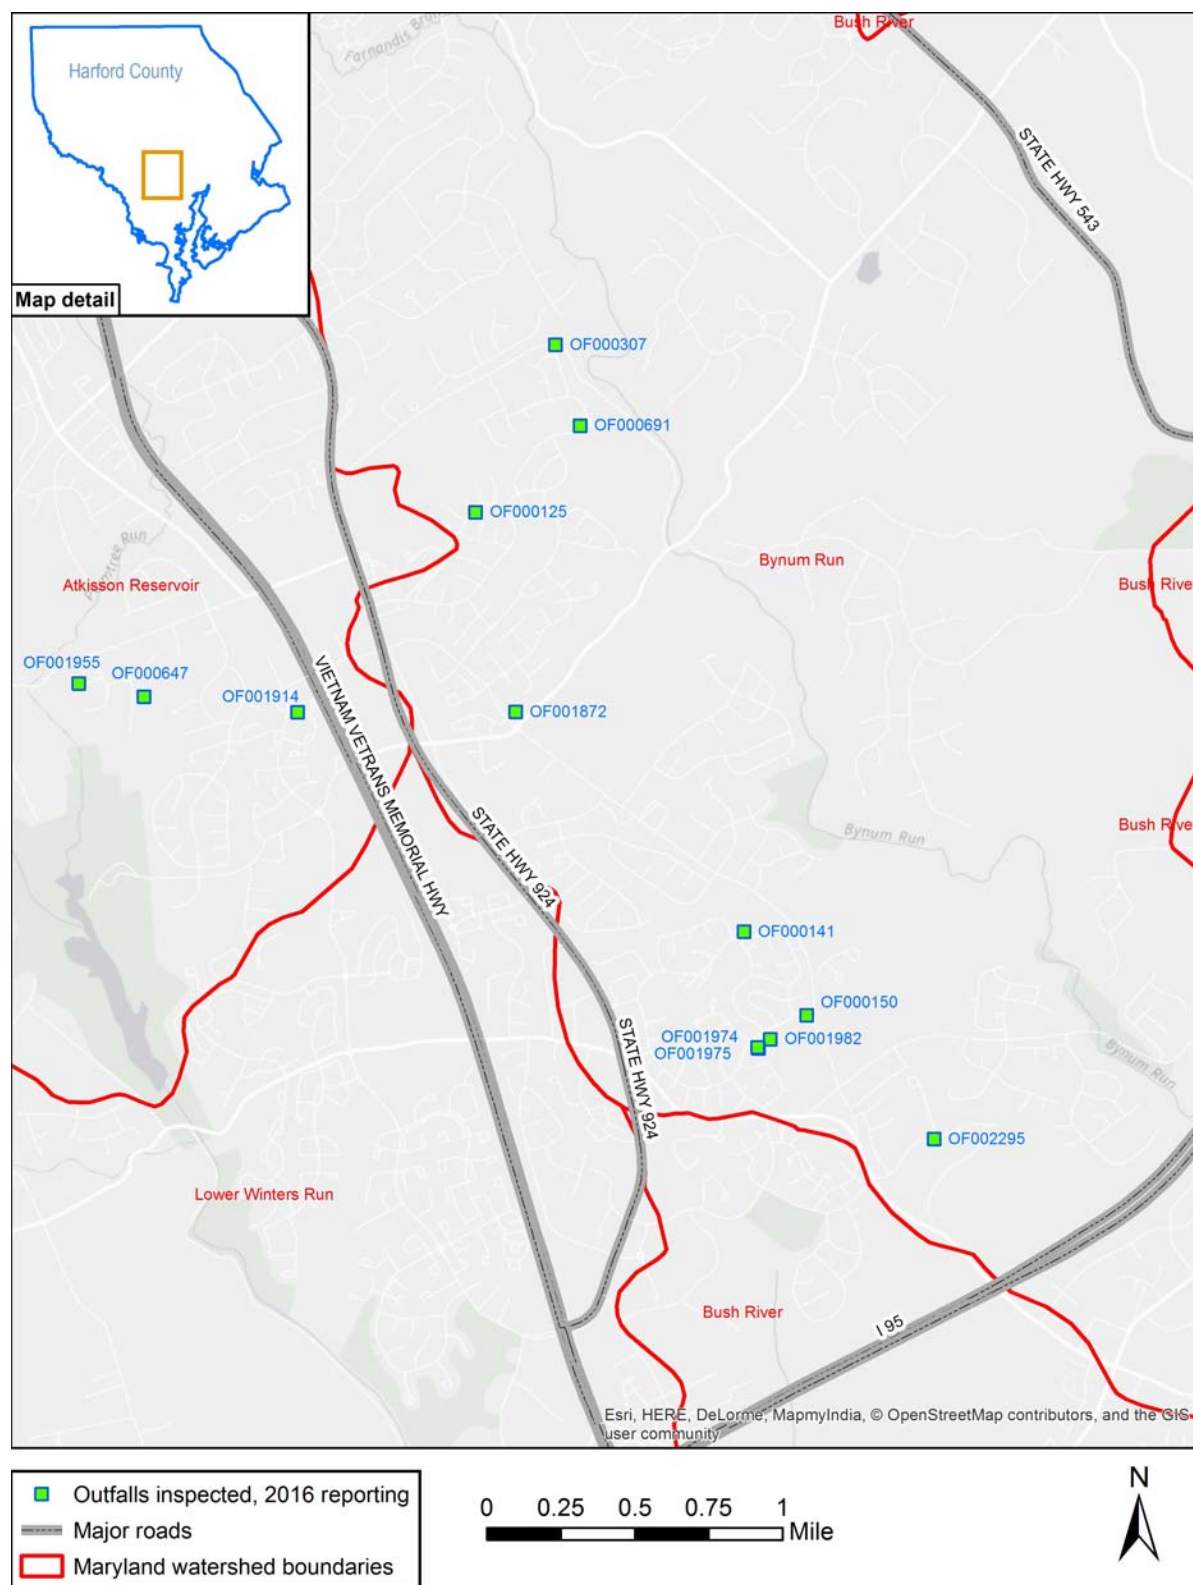 Bush River
Farnandis Bran
Harford County
STATE HWY 543
Map detail
OF000307
OF000691
OF000125
Bynum Run
Atkisson Reservoir
Bush Rive
OF001955
OF000647
OF001914
OF001872
VIETNAM VETRANS MEMORIAL HWY
STATE HWY 924
Bynum Run
Bush Rive
OF000141
OF000150
OF001974
OF001982
OF001975
STATE HWY 924
Bynum Run
OF002295
Lower Winters Run
Bush River
I 95
Esri, HERE, DeLorme, MapmyIndia, © OpenStreetMap contributors, and the GIS
user community
Outfalls inspected, 2016 reporting
Major roads
Maryland watershed boundaries
0 0.25 0.5 0.75 1
Mile
N